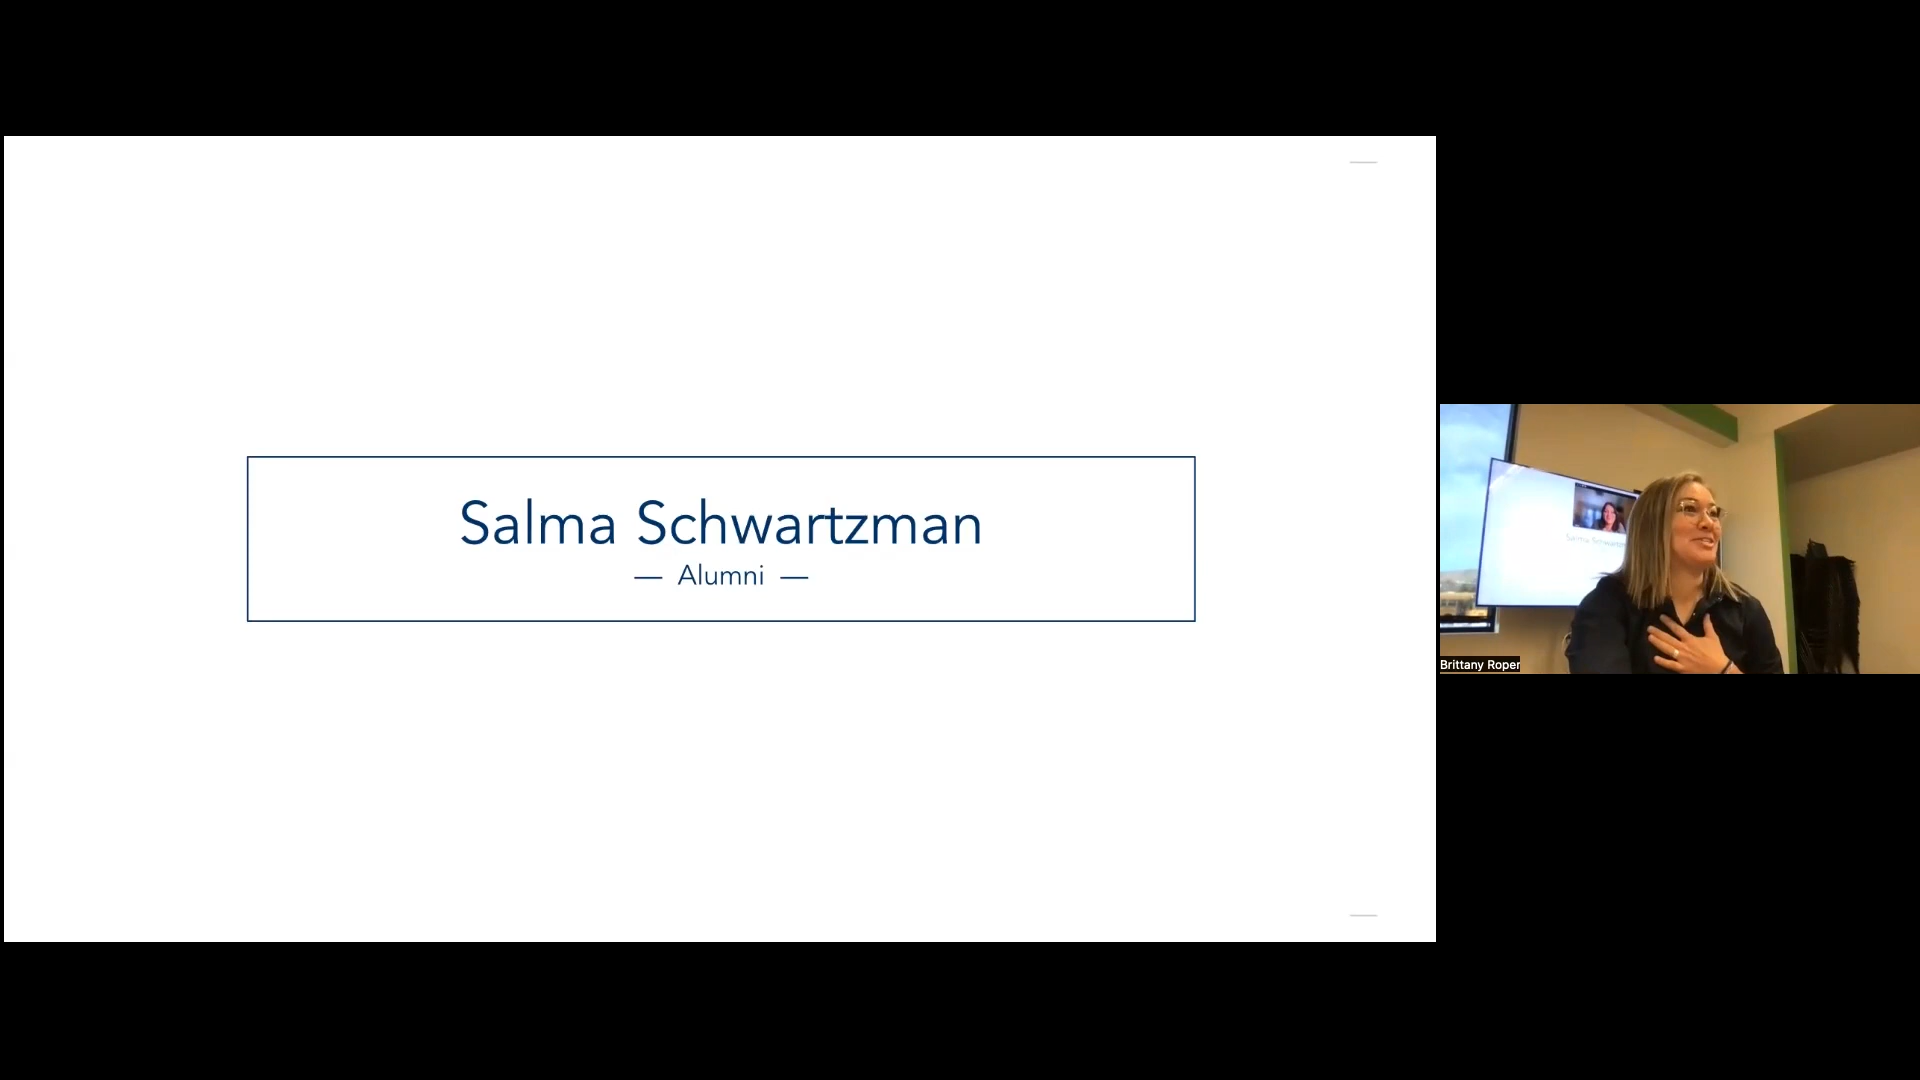 Salma Schwartzman
— Alumni —
Brittany Roper